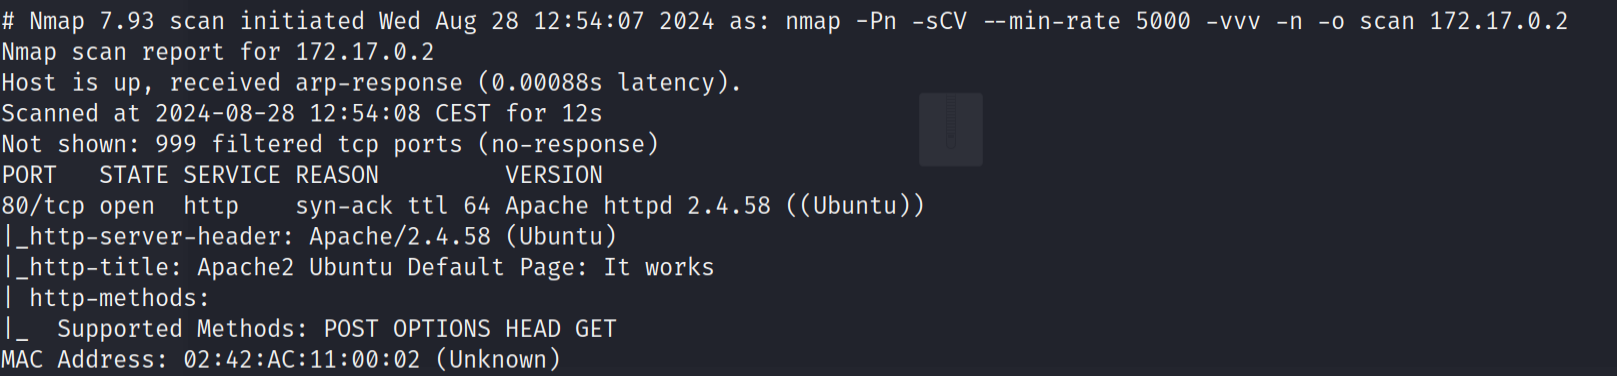 # Nmap 7.93 scan initiated Wed Aug 28 12:54:07 2024 as: nmap -Pn -sCV --min-rate 5000 -vvv -n -o scan 172.17.0.2
Nmap scan report for 172.17.0.2
Host is up, received arp-response (0.00088s latency).
Scanned at 2024-08-28 12:54:08 CEST for 12s
Not shown: 999 filtered tcp ports (no-response)
PORT   STATE SERVICE REASON         VERSION
80/tcp open  http    syn-ack ttl 64 Apache httpd 2.4.58 ((Ubuntu))
|_http-server-header: Apache/2.4.58 (Ubuntu)
|_http-title: Apache2 Ubuntu Default Page: It works
| http-methods:
|_  Supported Methods: POST OPTIONS HEAD GET
MAC Address: 02:42:AC:11:00:02 (Unknown)